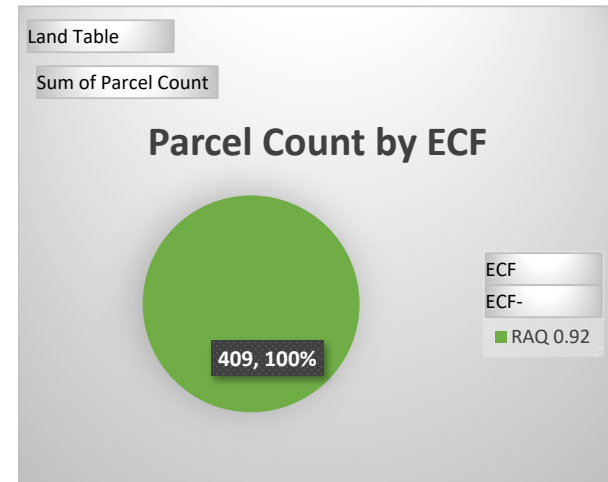 Land Table
Sum of Parcel Count
Parcel Count by ECF
409, 100%
ECF
ECF-
RAQ 0.92